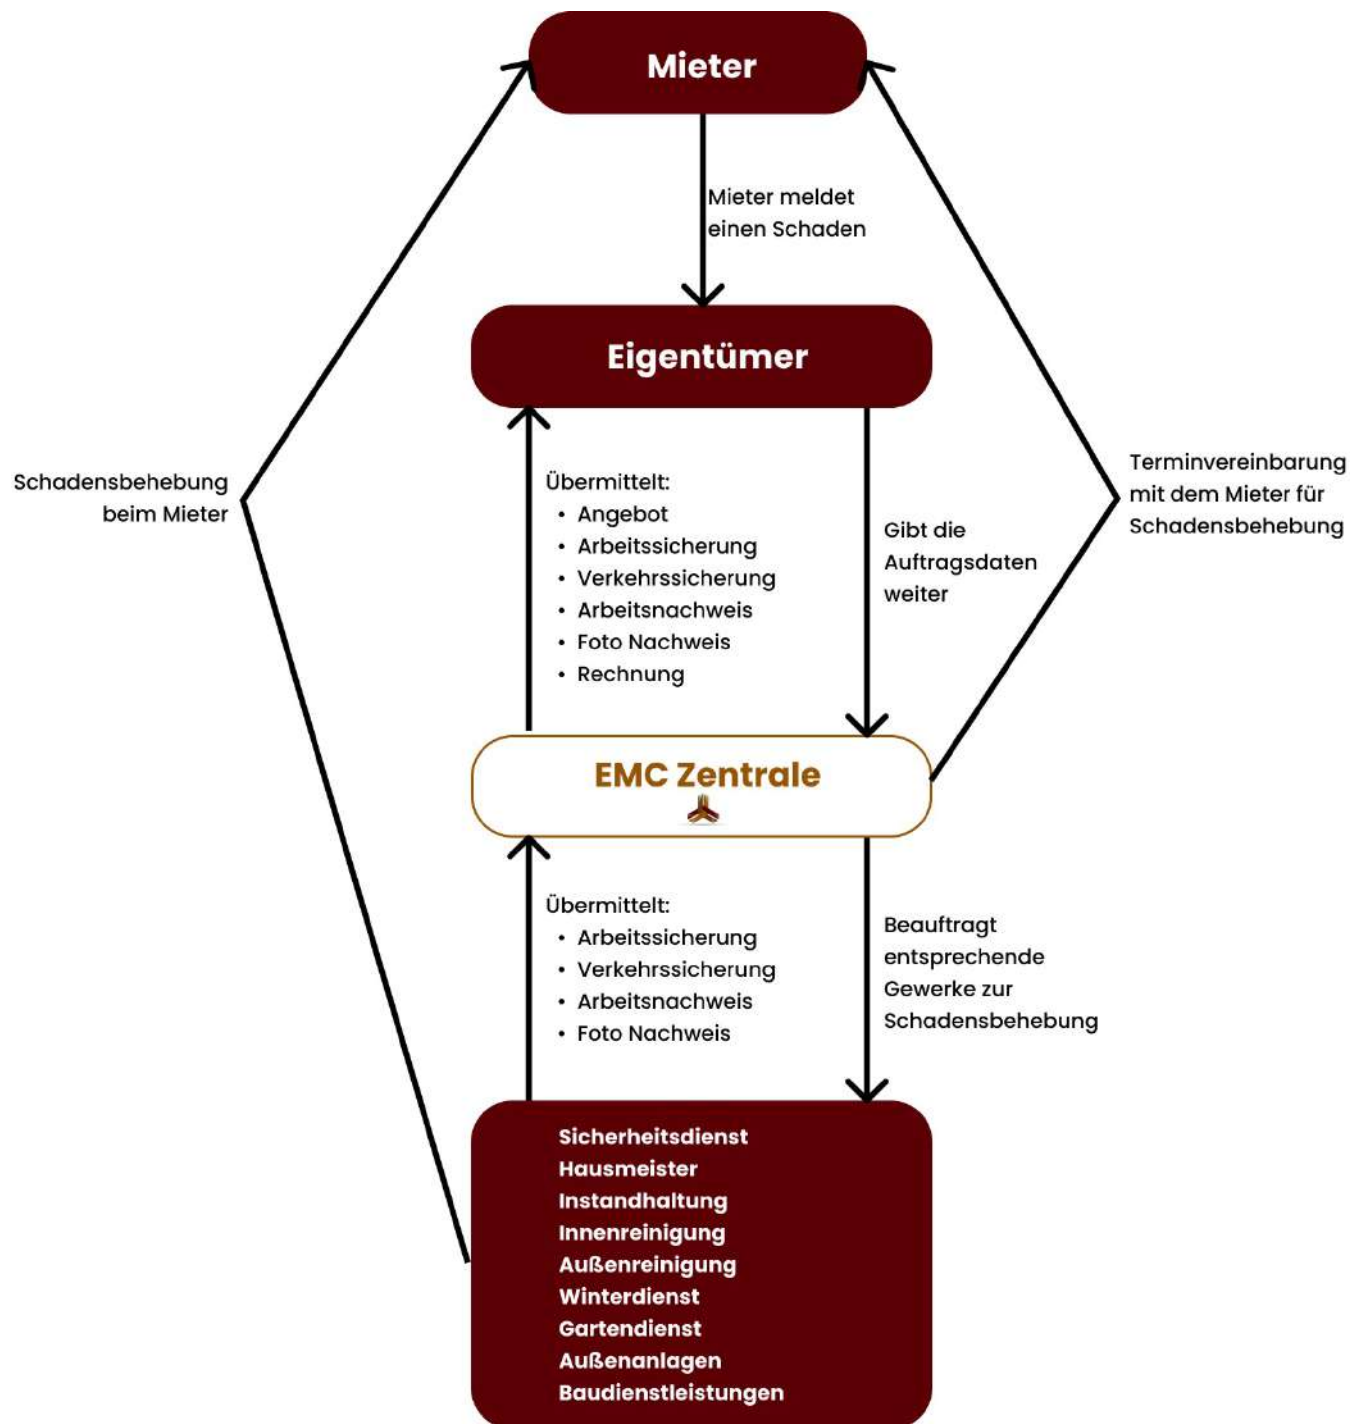 Mieter
Mieter meldet
einen Schaden
Eigentümer
Schadensbehebung
beim Mieter
Übermittelt:
• Angebot
• Arbeitssicherung
• Verkehrssicherung
• Arbeitsnachweis
• Foto Nachweis
• Rechnung
Gibt die
Auftragsdaten
weiter
Terminvereinbarung
mit dem Mieter für
Schadensbehebung
EMC Zentrale
Übermittelt:
• Arbeitssicherung
• Verkehrssicherung
• Arbeitsnachweis
• Foto Nachweis
Beauftragt
entsprechende
Gewerke zur
Schadensbehebung
Sicherheitsdienst
Hausmeister
Instandhaltung
Innenreinigung
Außenreinigung
Winterdienst
Gartendienst
Außenanlagen
Baudienstleistungen